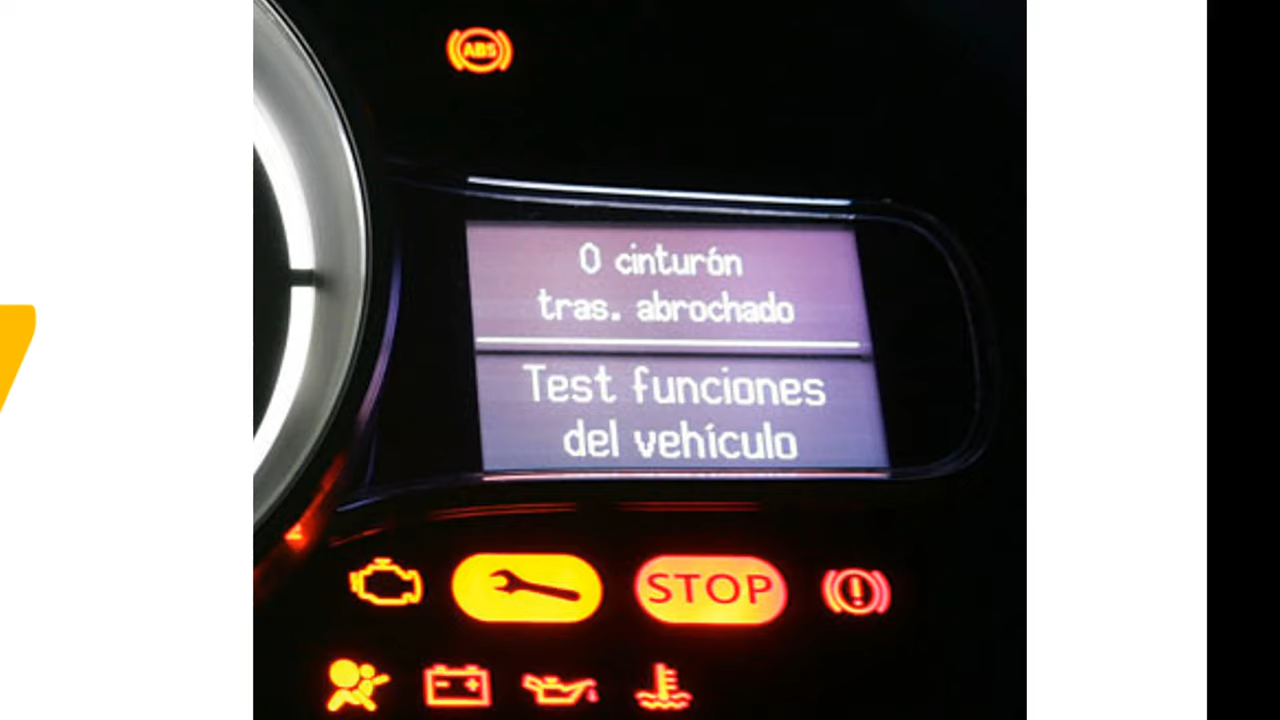 ABS
0 cinturón
tras. abrochado
Test funciones
del vehículo
STOP